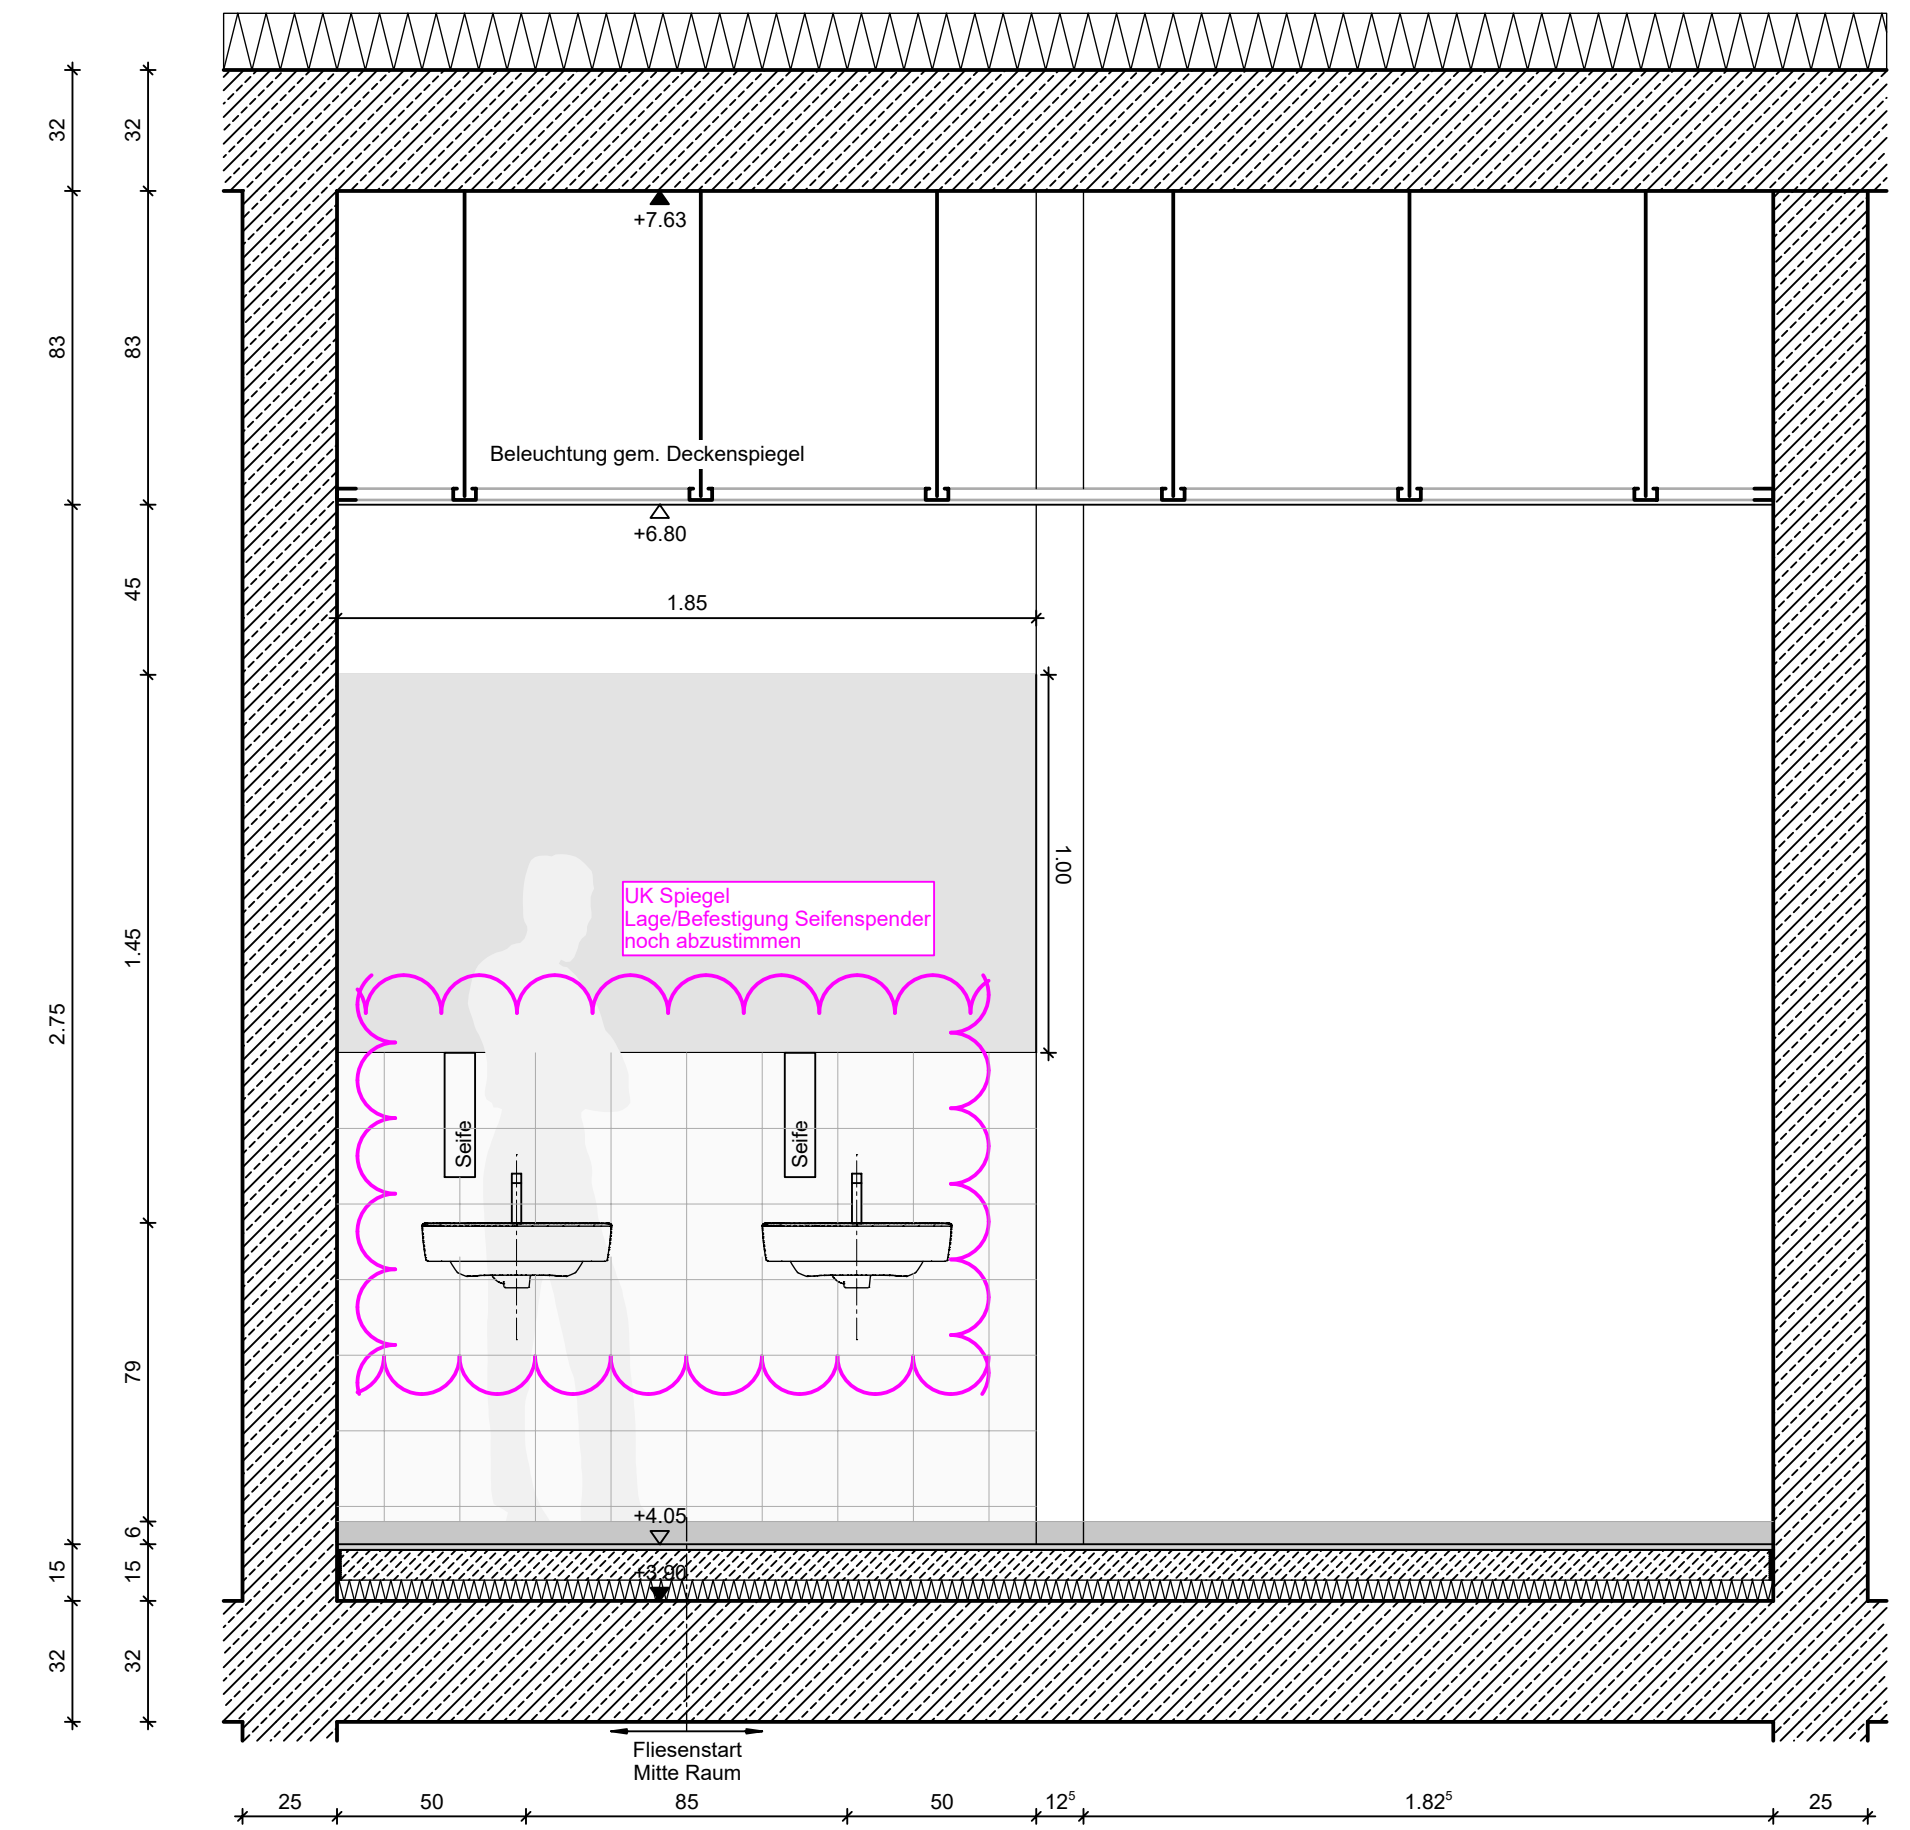 32
32
83
83
+7.63
Beleuchtung gem. Deckenspiegel
+6.80
45
1.85
1.00
UK Spiegel
Lage/Befestigung Seifenspender
noch abzustimmen
1.45
2.75
Seife
Seife
79
+4.05
6
15
15
+3.90
32
32
Fliesenstart
Mitte Raum
25 50 85 50 12⁵ 1.82⁵ 25